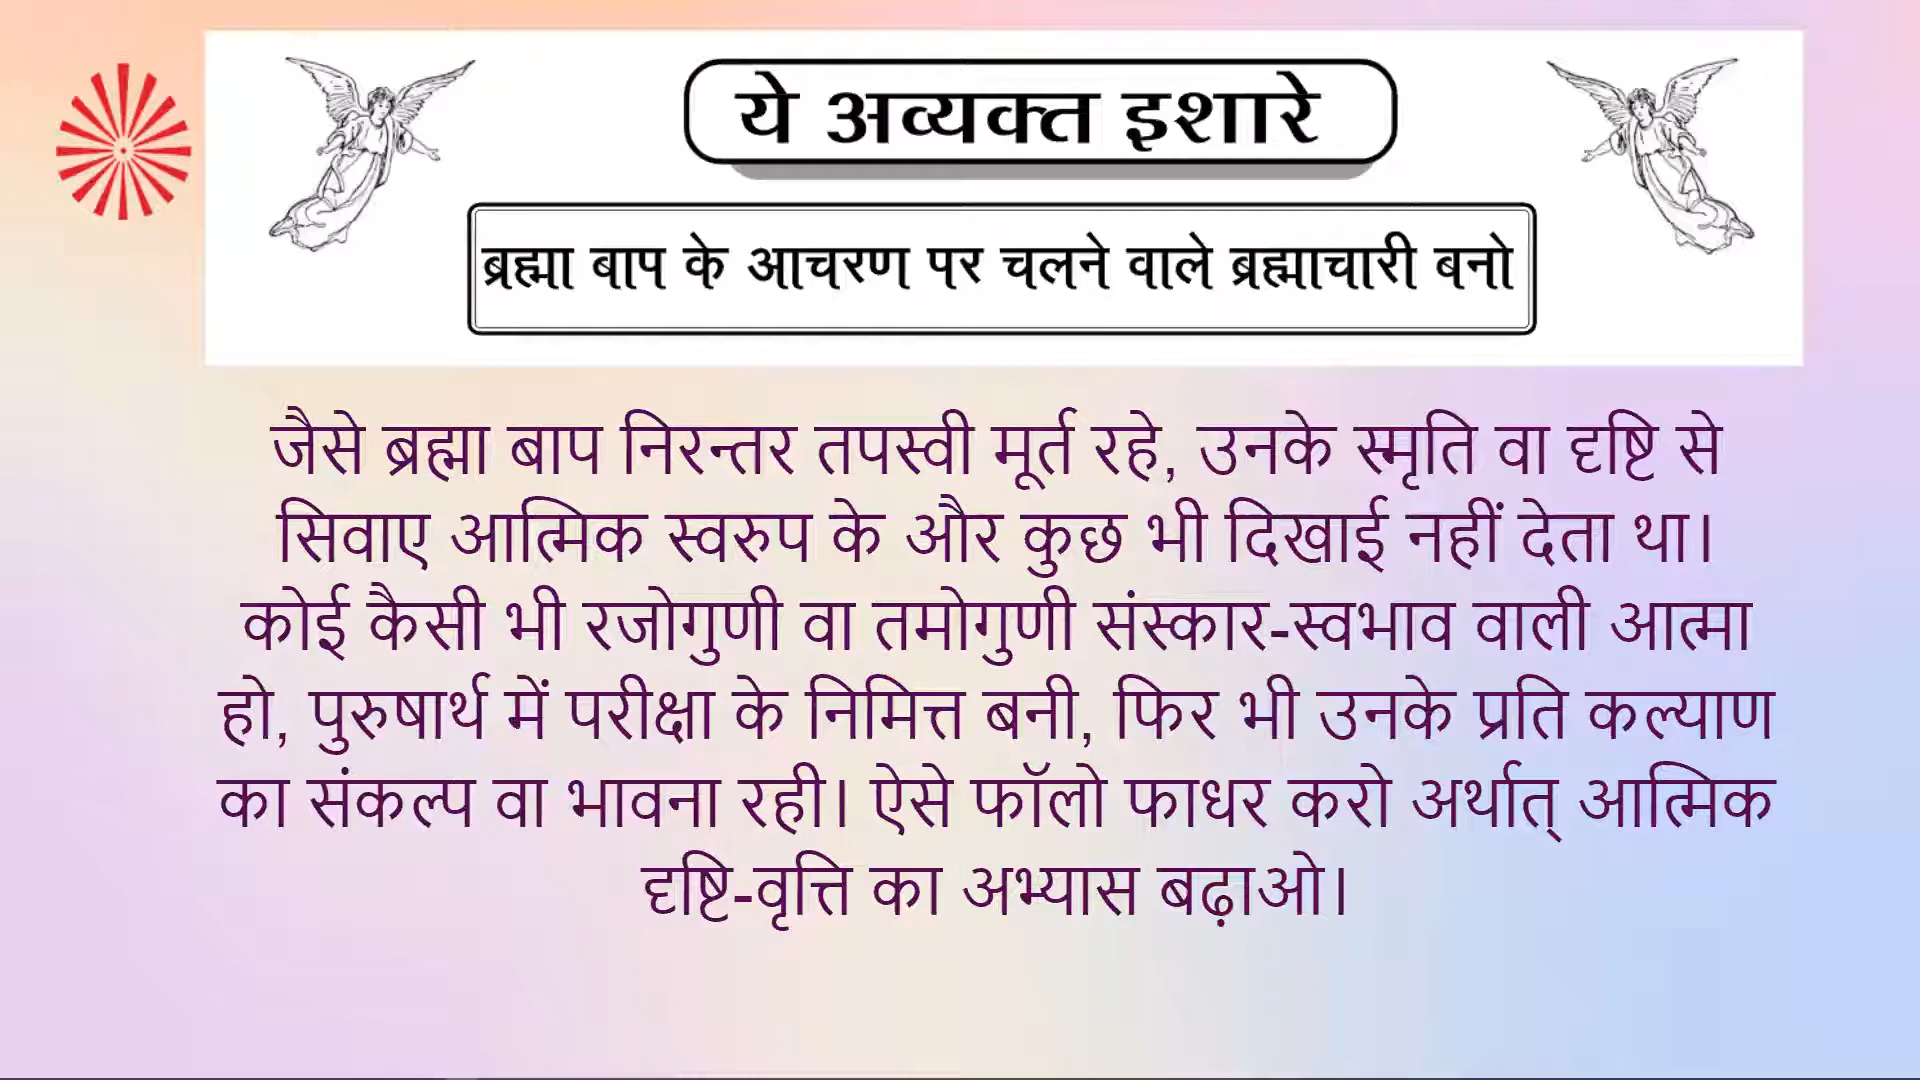 ये अव्यक्त इशारे
ब्रह्मा बाप के आचरण पर चलने वाले ब्रह्माचारी बनो
जैसे ब्रह्मा बाप निरन्तर तपस्वी मूर्त रहे, उनके स्मृति वा दृष्टि से
सिवाए आत्मिक स्वरुप के और कुछ भी दिखाई नहीं देता था।
कोई कैसी भी रजोगुणी वा तमोगुणी संस्कार-स्वभाव वाली आत्मा
हो, पुरुषार्थ में परीक्षा के निमित्त बनी, फिर भी उनके प्रति कल्याण
का संकल्प वा भावना रही। ऐसे फॉलो फाधर करो अर्थात् आत्मिक
दृष्टि-वृत्ति का अभ्यास बढ़ाओ।